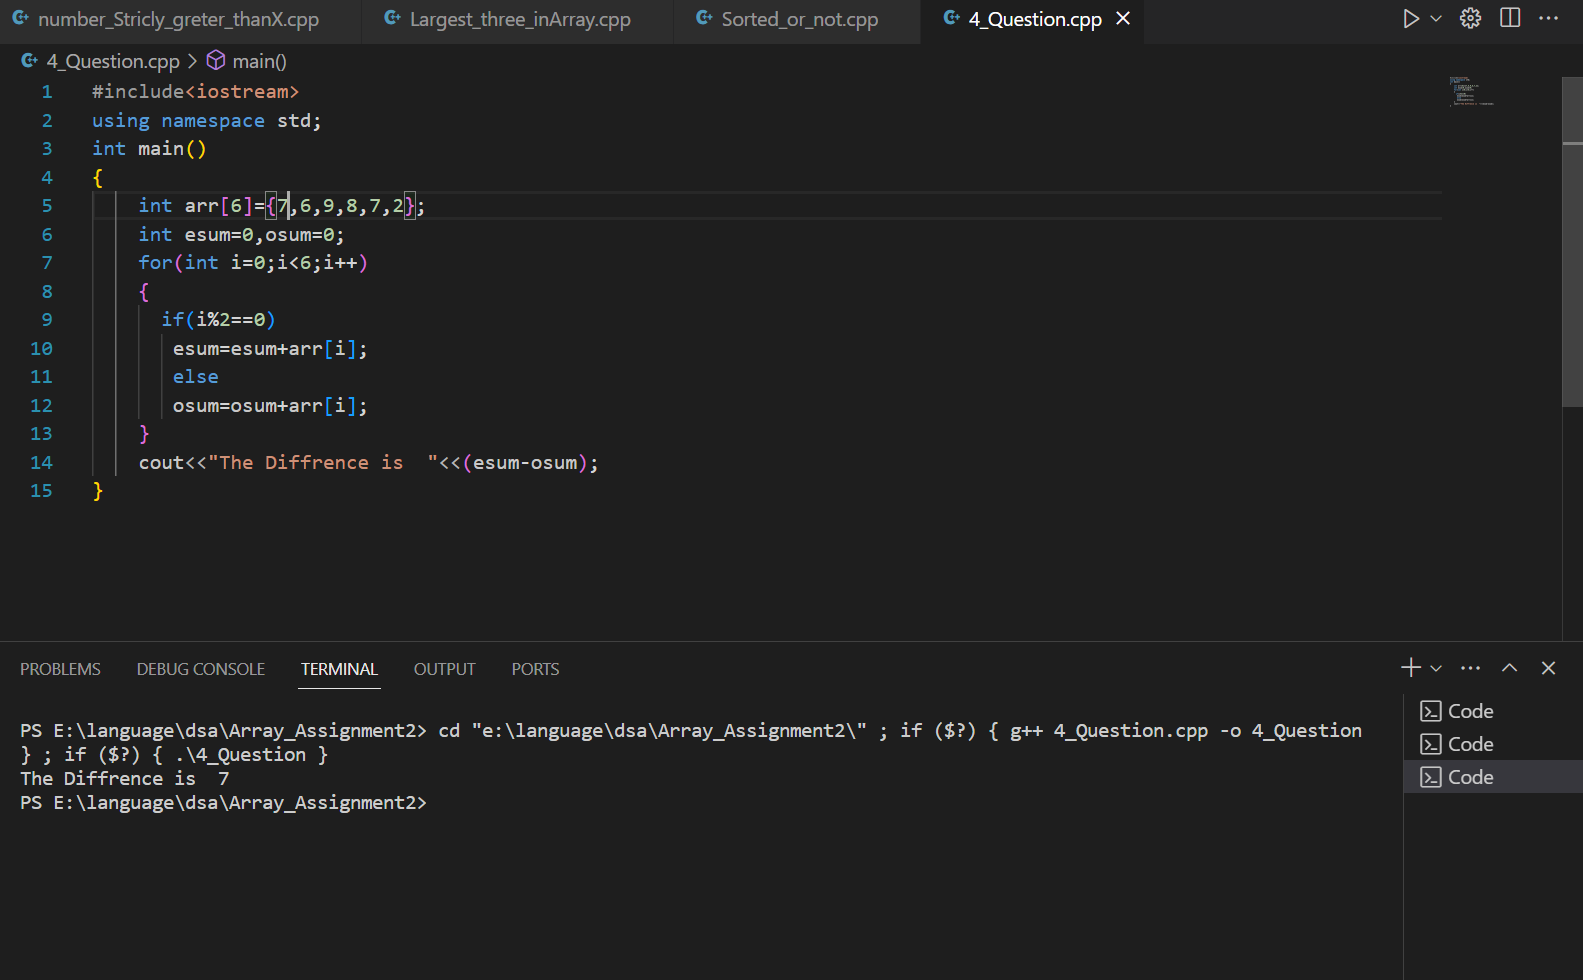 number_Stricly_greter_thanX.cpp Largest_three_inArray.cpp Sorted_or_not.cpp 4_Question.cpp
4_Question.cpp > main()
1 #include<iostream>
2 using namespace std;
3 int main()
4 {
5 int arr[6]={7,6,9,8,7,2};
6 int esum=0,osum=0;
7 for(int i=0;i<6;i++)
8 {
9 if(i%2==0)
10 esum=esum+arr[i];
11 else
12 osum=osum+arr[i];
13 }
14 cout<<"The Diffrence is  "<<(esum-osum);
15 }
PROBLEMS DEBUG CONSOLE TERMINAL OUTPUT PORTS
PS E:\language\dsa\Array_Assignment2> cd "e:\language\dsa\Array_Assignment2\" ; if ($?) { g++ 4_Question.cpp -o 4_Question
} ; if ($?) { .\4_Question }
The Diffrence is  7
PS E:\language\dsa\Array_Assignment2>
Code
Code
Code